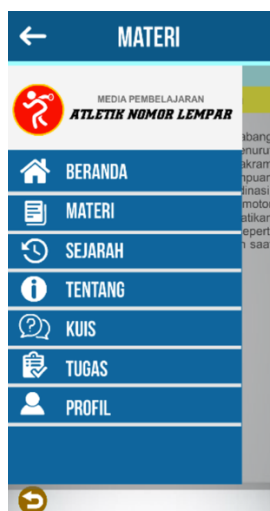 MATERI
MEDIA PEMBELAJARAN
ATLETIK NOMOR LEMPAR
BERANDA
MATERI
SEJARAH
TENTANG
KUIS
TUGAS
PROFIL